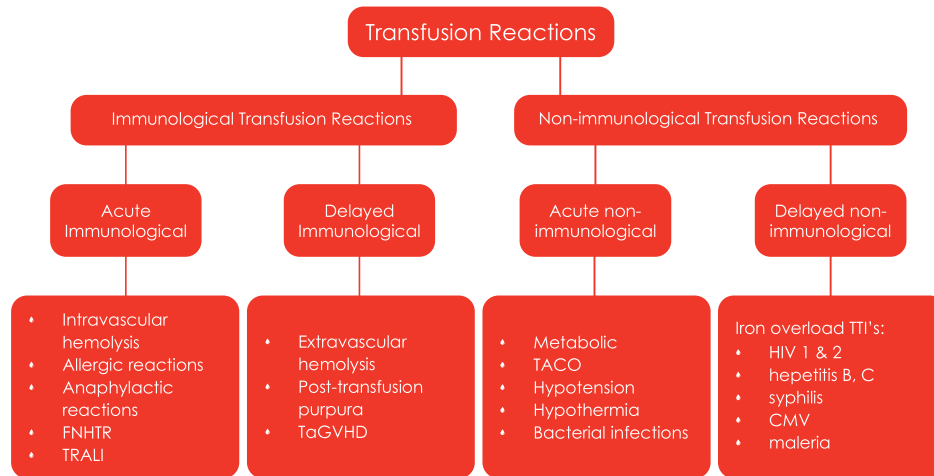 Transfusion Reactions
Immunological Transfusion Reactions
Non-immunological Transfusion Reactions
Acute
Immunological
Delayed
Immunological
Acute non-
immunological
Delayed non-
immunological
Intravascular
hemolysis
Allergic reactions
Anaphylactic
reactions
FNHTR
TRALI
Extravascular
hemolysis
Post-transfusion
purpura
TaGVHD
Metabolic
TACO
Hypotension
Hypothermia
Bacterial infections
Iron overload TTI's:
HIV 1 & 2
hepetitis B, C
syphilis
CMV
maleria